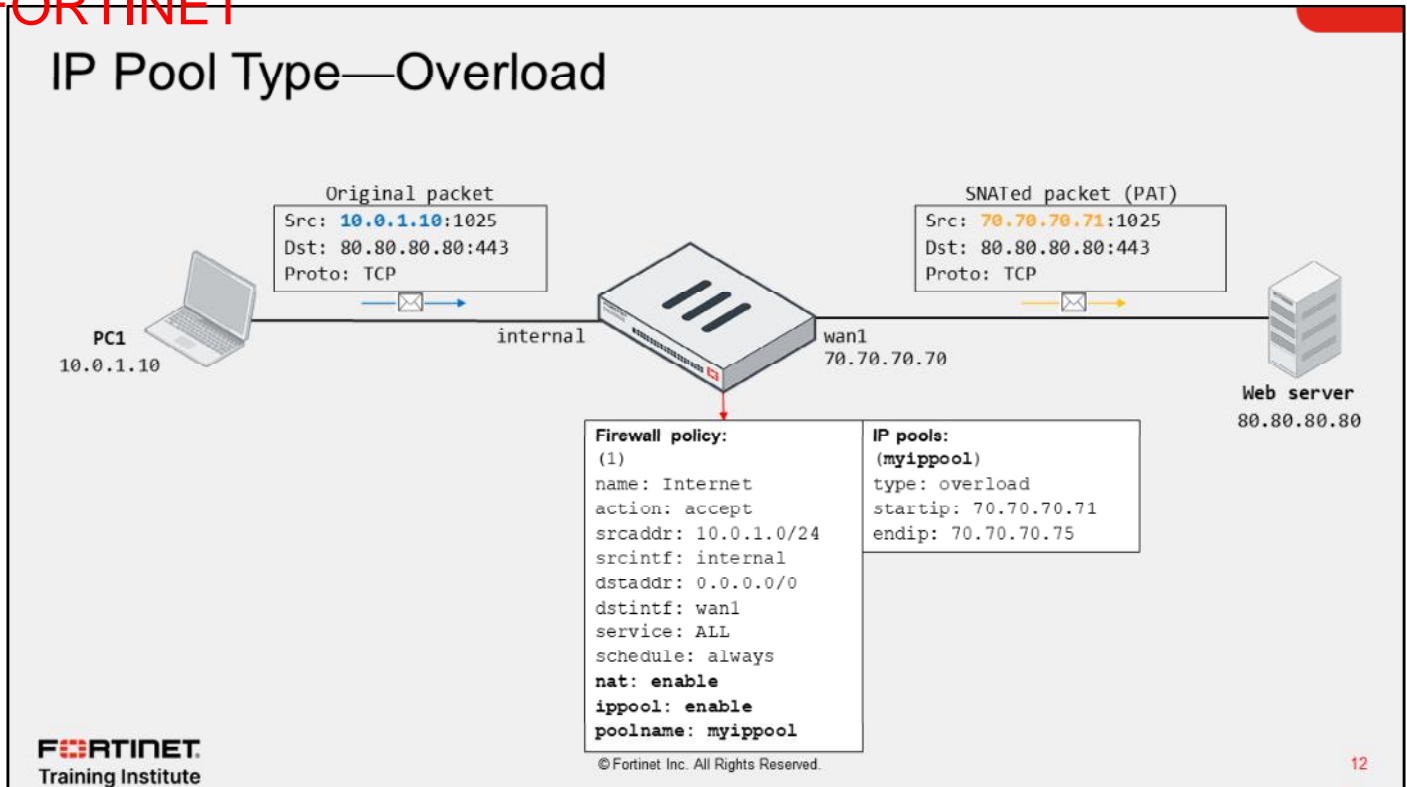 FORTINET
IP Pool Type—Overload
Original packet
Src: 10.0.1.10:1025
Dst: 80.80.80.80:443
Proto: TCP
SNATed packet (PAT)
Src: 70.70.70.71:1025
Dst: 80.80.80.80:443
Proto: TCP
PC1
10.0.1.10
internal
wan1
70.70.70.70
Web server
80.80.80.80
Firewall policy:
(1)
name: Internet
action: accept
srcaddr: 10.0.1.0/24
srcintf: internal
dstaddr: 0.0.0.0/0
dstintf: wan1
service: ALL
schedule: always
nat: enable
ippool: enable
poolname: myippool
IP pools:
(myippool)
type: overload
startip: 70.70.70.71
endip: 70.70.70.75
FORTINET
Training Institute
© Fortinet Inc. All Rights Reserved.
12